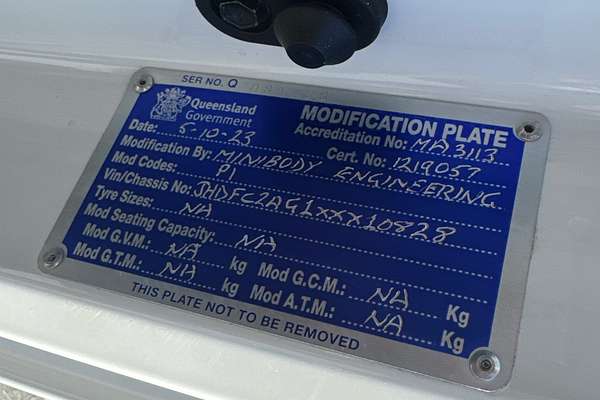 SER NO. Q
Queensland Government
MODIFICATION PLATE
Date: 5-10-23 Accreditation No: MA3113
Modification By: MINIBODY ENGINEERING Cert. No: 1219057
Mod Codes: P1
Vin/Chassis No: JHDFC2AG1XXX10828
Tyre Sizes: NA
Mod Seating Capacity: NA
Mod G.V.M: NA kg Mod G.C.M: NA Kg
Mod G.T.M: NA kg Mod A.T.M: NA Kg
THIS PLATE NOT TO BE REMOVED